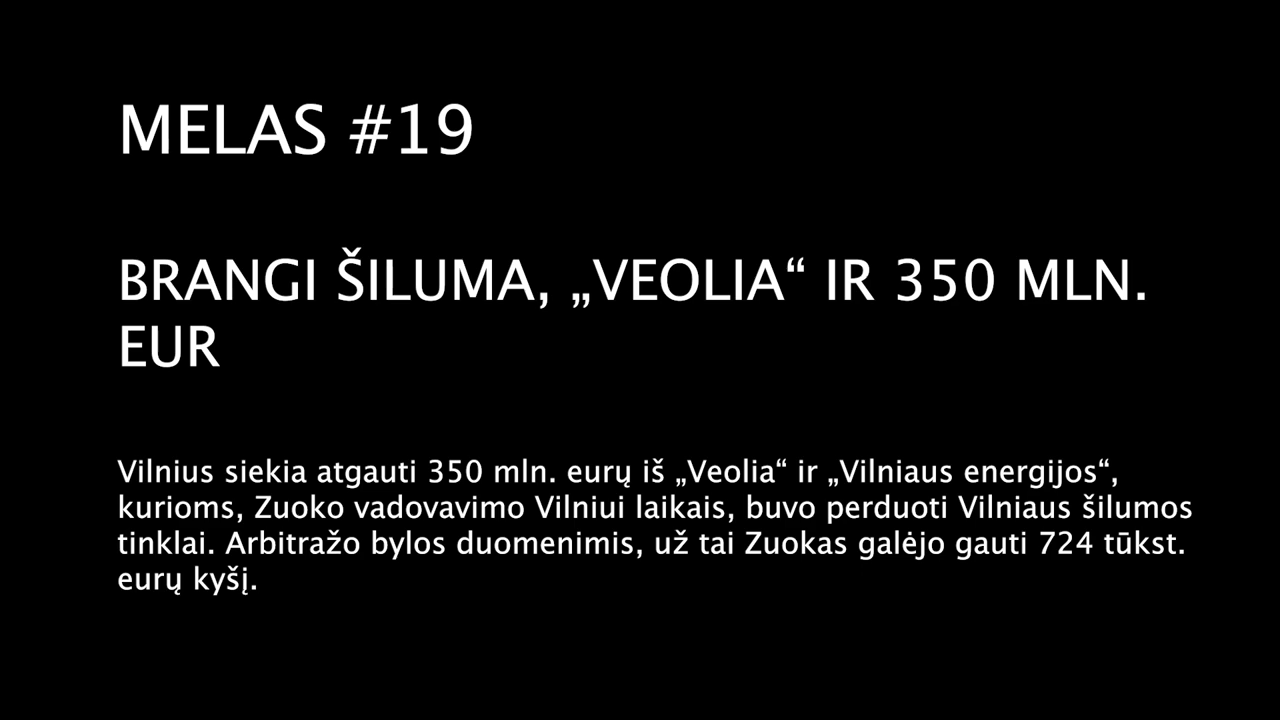 MELAS #19
BRANGI ŠILUMA, „VEOLIA“ IR 350 MLN.
EUR
Vilnius siekia atgauti 350 mln. eurų iš „Veolia“ ir „Vilniaus energijos“,
kurioms, Zuoko vadovavimo Vilniui laikais, buvo perduoti Vilniaus šilumos
tinklai. Arbitražo bylos duomenimis, už tai Zuokas galėjo gauti 724 tūkst.
eurų kyšį.